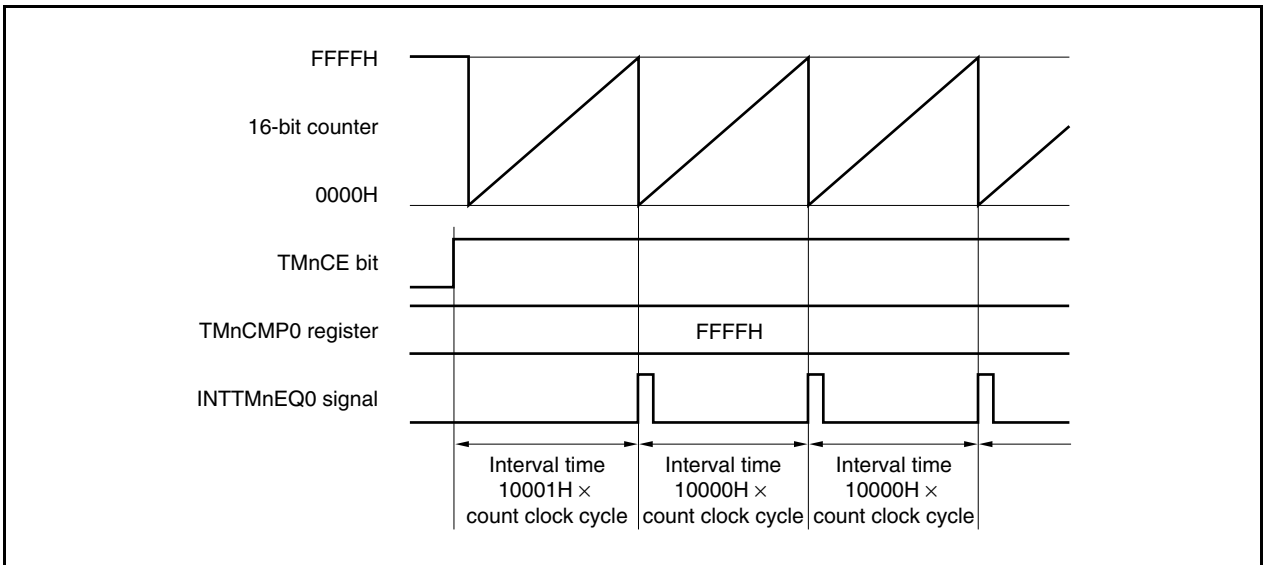 FFFFH
16-bit counter
0000H
TMnCE bit
TMnCMP0 register
FFFFH
INTTMnEQ0 signal
Interval time
10001H ×
count clock cycle
Interval time
10000H ×
count clock cycle
Interval time
10000H ×
count clock cycle